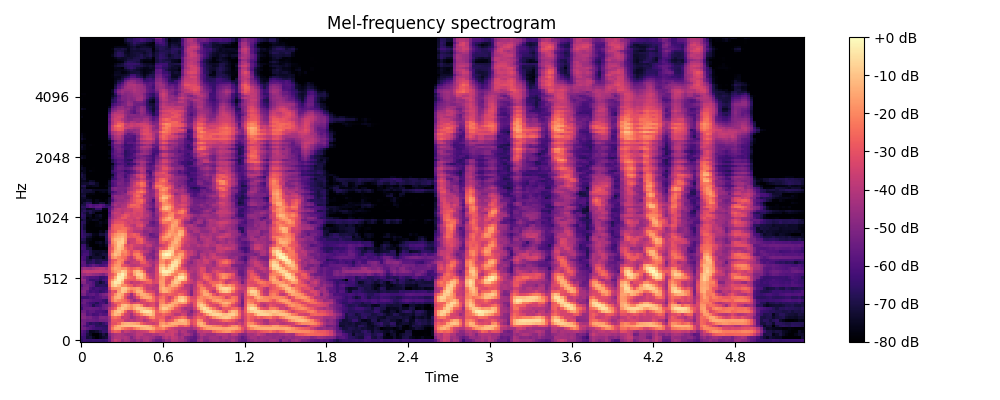 Mel-frequency spectrogram
+0 dB
4096
-10 dB
-20 dB
2048
-30 dB
Hz
-40 dB
1024
-50 dB
512
-60 dB
-70 dB
0
-80 dB
0 0.6 1.2 1.8 2.4 3 3.6 4.2 4.8
Time